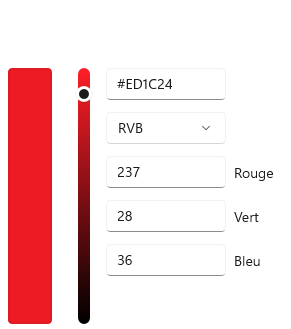 #ED1C24
RVB
237 Rouge
28 Vert
36 Bleu